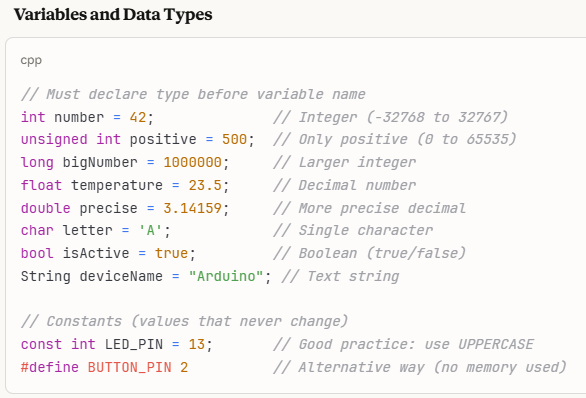 Variables and Data Types
cpp
// Must declare type before variable name
int number = 42;              // Integer (-32768 to 32767)
unsigned int positive = 500;  // Only positive (0 to 65535)
long bigNumber = 1000000;     // Larger integer
float temperature = 23.5;     // Decimal number
double precise = 3.14159;     // More precise decimal
char letter = 'A';            // Single character
bool isActive = true;         // Boolean (true/false)
String deviceName = "Arduino"; // Text string
// Constants (values that never change)
const int LED_PIN = 13;       // Good practice: use UPPERCASE
#define BUTTON_PIN 2          // Alternative way (no memory used)